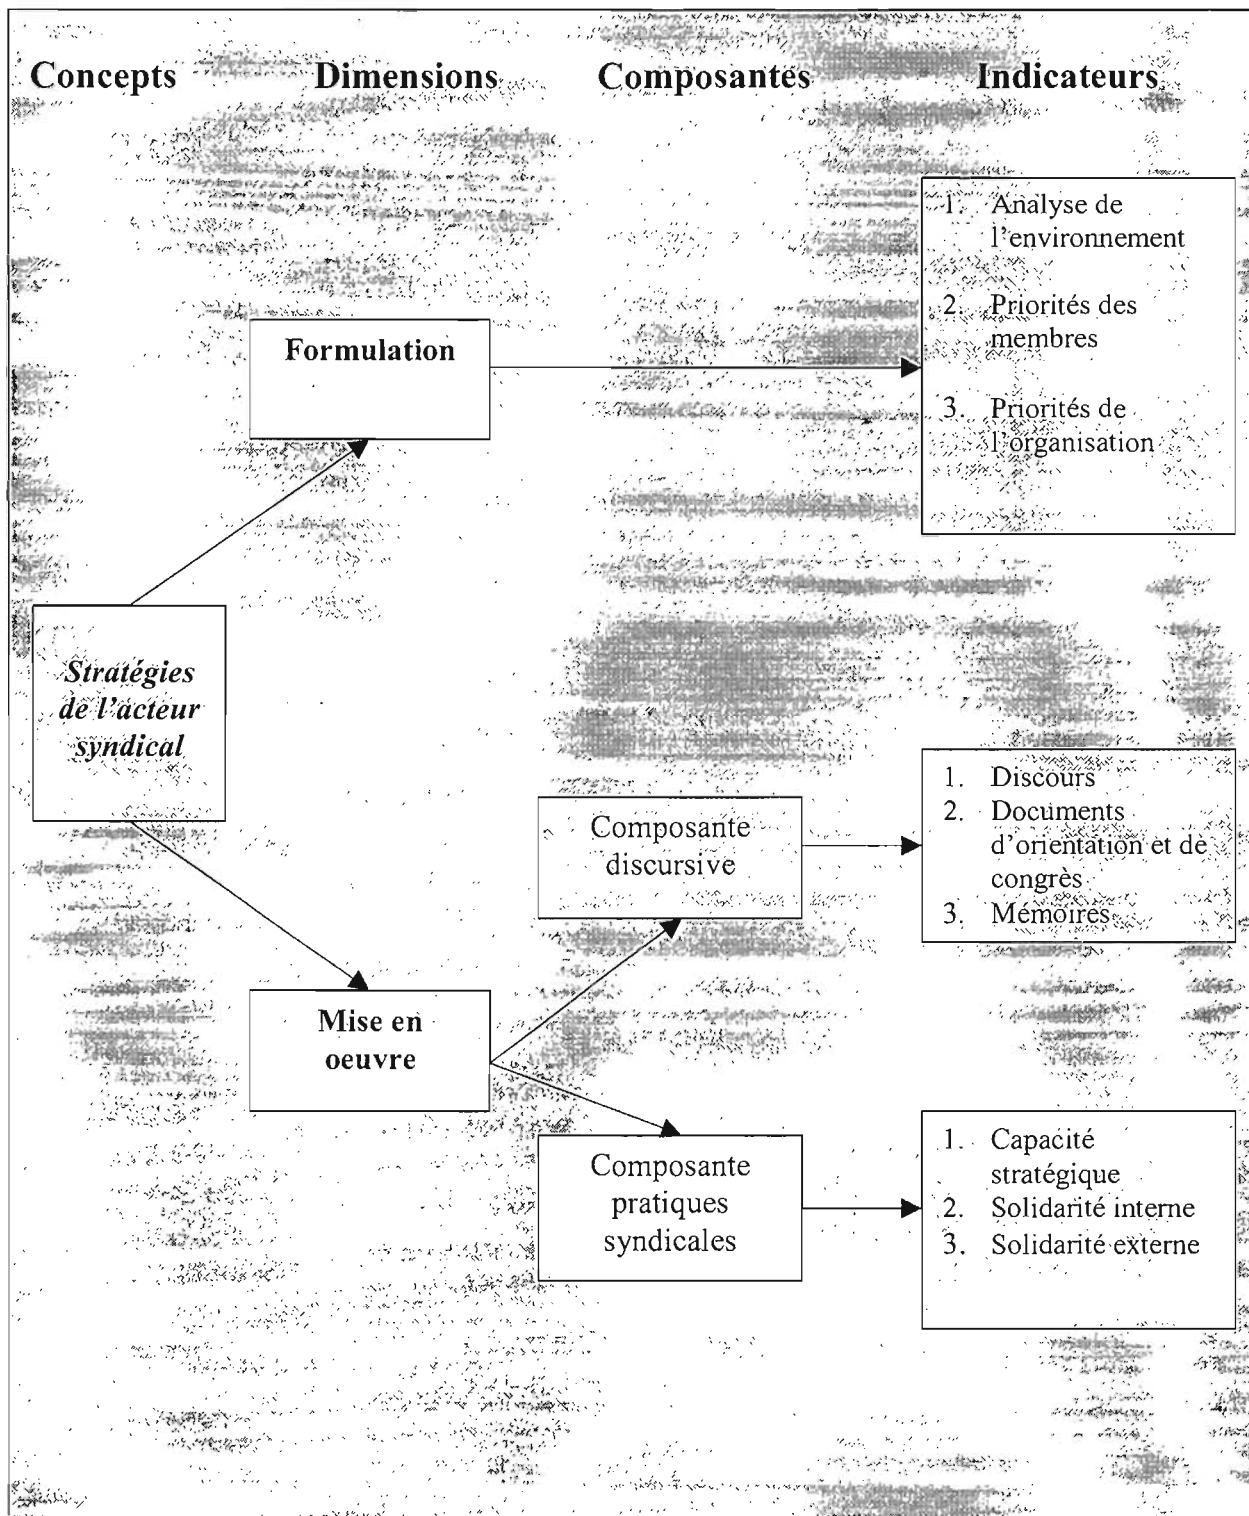 Concepts Dimensions Composantes Indicateurs
1. Analyse de
l'environnement
2. Priorités des
membres
3. Priorités de
l'organisation
Formulation
Stratégies
de l'acteur
syndical
Composante
discursive
1. Discours
2. Documents
d'orientation et de
congrès
3. Mémoires
Mise en
oeuvre
Composante
pratiques
syndicales
1. Capacité
stratégique
2. Solidarité interne
3. Solidarité externe